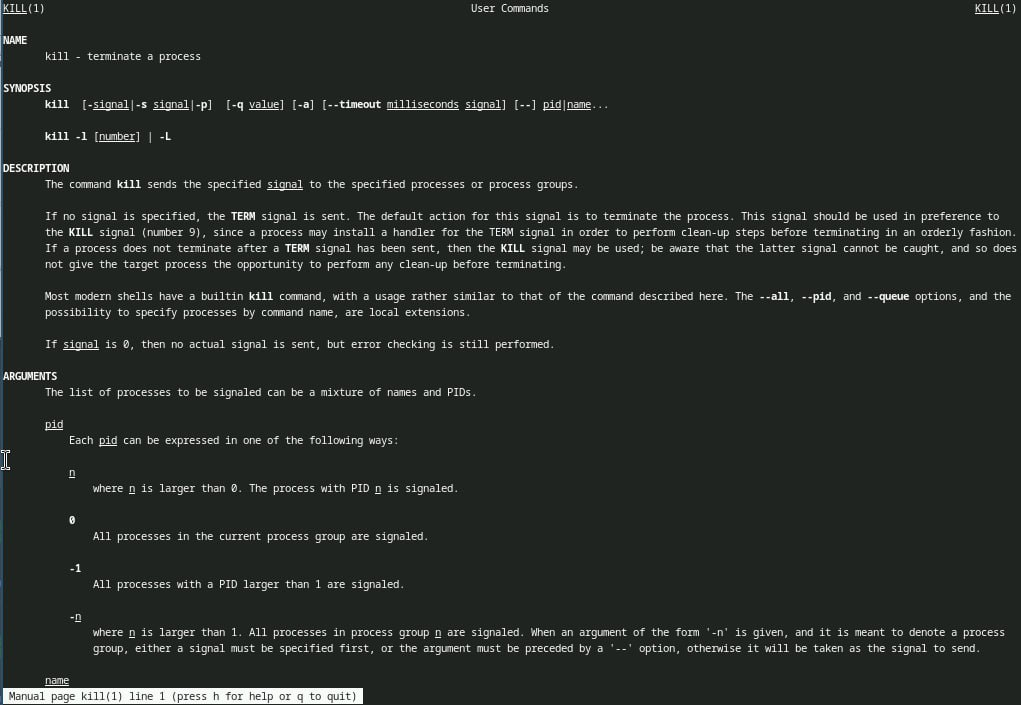 KILL(1) User Commands KILL(1)
NAME
kill - terminate a process
SYNOPSIS
kill [-signal|-s signal|-p] [-q value] [-a] [--timeout milliseconds signal] [--] pid|name...
kill -l [number] | -L
DESCRIPTION
The command kill sends the specified signal to the specified processes or process groups.
If no signal is specified, the TERM signal is sent. The default action for this signal is to terminate the process. This signal should be used in preference to
the KILL signal (number 9), since a process may install a handler for the TERM signal in order to perform clean-up steps before terminating in an orderly fashion.
If a process does not terminate after a TERM signal has been sent, then the KILL signal may be used; be aware that the latter signal cannot be caught, and so does
not give the target process the opportunity to perform any clean-up before terminating.
Most modern shells have a builtin kill command, with a usage rather similar to that of the command described here. The --all, --pid, and --queue options, and the
possibility to specify processes by command name, are local extensions.
If signal is 0, then no actual signal is sent, but error checking is still performed.
ARGUMENTS
The list of processes to be signaled can be a mixture of names and PIDs.
pid
Each pid can be expressed in one of the following ways:
n
where n is larger than 0. The process with PID n is signaled.
0
All processes in the current process group are signaled.
-1
All processes with a PID larger than 1 are signaled.
-n
where n is larger than 1. All processes in process group n are signaled. When an argument of the form '-n' is given, and it is meant to denote a process
group, either a signal must be specified first, or the argument must be preceded by a '--' option, otherwise it will be taken as the signal to send.
name
Manual page kill(1) line 1 (press h for help or q to quit)